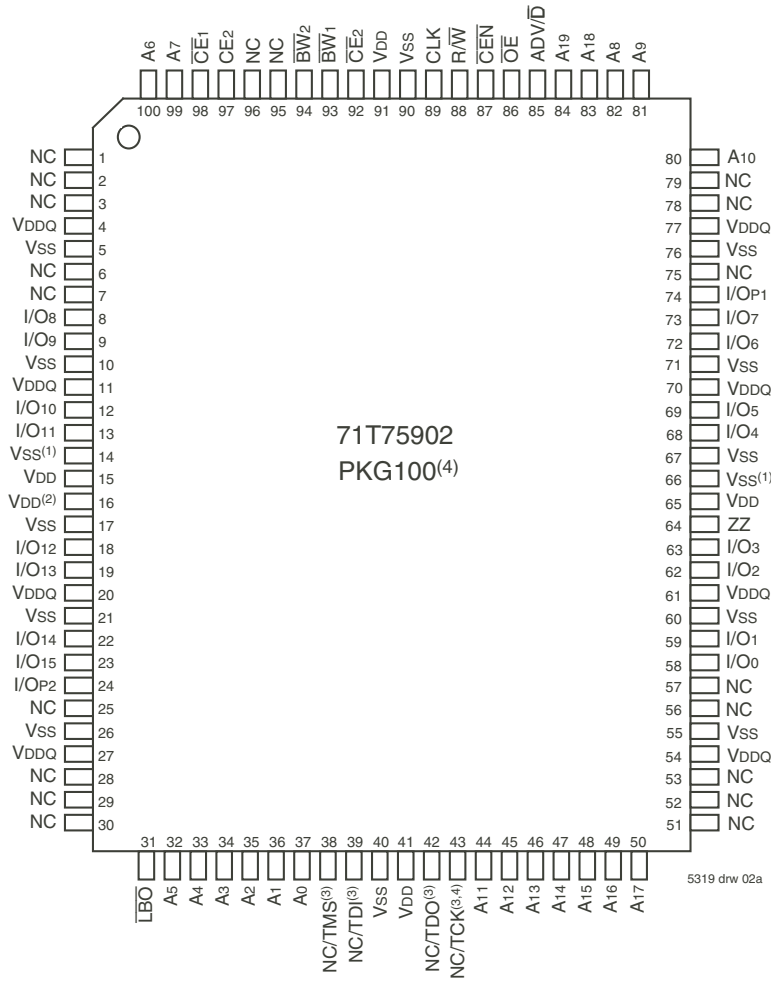 A6 A7 CE1 CE2 NC NC BW2 BW1 CE2 VDD VSS CLK R/W CEN OE ADV/D A19 A18 A8 A9
100 99 98 97 96 95 94 93 92 91 90 89 88 87 86 85 84 83 82 81
NC 1 80 A10
NC 2 79 NC
NC 3 78 NC
VDDQ 4 77 VDDQ
VSS 5 76 VSS
NC 6 75 NC
NC 7 74 I/OP1
I/O8 8 73 I/O7
I/O9 9 72 I/O6
VSS 10 71 VSS
VDDQ 11 70 VDDQ
I/O10 12 69 I/O5
I/O11 13 68 I/O4
VSS(1) 14 67 VSS
VDD 15 66 VSS(1)
VDD(2) 16 65 VDD
VSS 17 64 ZZ
I/O12 18 63 I/O3
I/O13 19 62 I/O2
VDDQ 20 61 VDDQ
VSS 21 60 VSS
I/O14 22 59 I/O1
I/O15 23 58 I/O0
I/OP2 24 57 NC
NC 25 56 NC
VSS 26 55 VSS
VDDQ 27 54 VDDQ
NC 28 53 NC
NC 29 52 NC
NC 30 51 NC
71T75902
PKG100(4)
31 32 33 34 35 36 37 38 39 40 41 42 43 44 45 46 47 48 49 50
LBO A5 A4 A3 A2 A1 A0 NC/TMS(3) NC/TDI(3) VSS VDD NC/TDO(3) NC/TCK(3,4) A11 A12 A13 A14 A15 A16 A17
5319 drw 02a